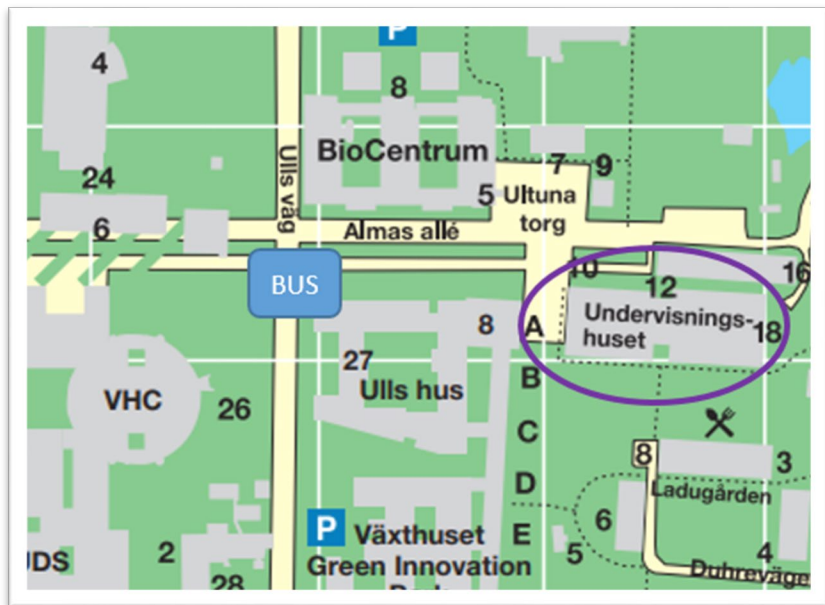 P
4
8
BioCentrum
24
Ulls väg
7
9
5
Ultuna
torg
6
Almas allé
10
16
BUS
12
Undervisnings-
huset
18
8
A
27
Ulls hus
B
VHC
26
C
8
3
D
Ladugården
P
Växthuset
Green Innovation
E
6
5
4
JDS
2
28